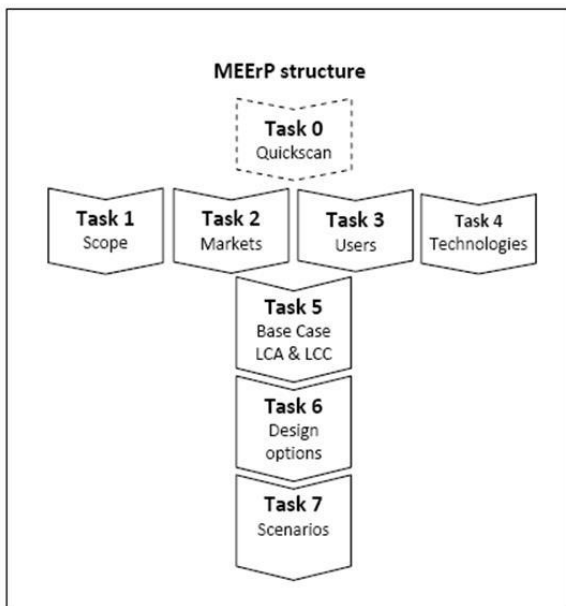 MEErP structure
Task 0
Quickscan
Task 1
Scope
Task 2
Markets
Task 3
Users
Task 4
Technologies
Task 5
Base Case
LCA & LCC
Task 6
Design
options
Task 7
Scenarios